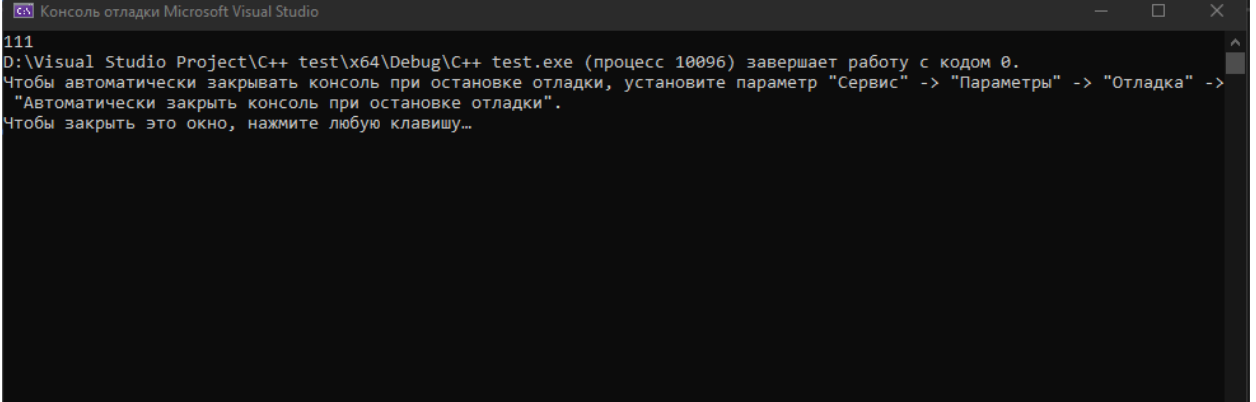 Консоль отладки Microsoft Visual Studio
111
D:\Visual Studio Project\C++ test\x64\Debug\C++ test.exe (процесс 10096) завершает работу с кодом 0.
Чтобы автоматически закрывать консоль при остановке отладки, установите параметр "Сервис" -> "Параметры" -> "Отладка" ->
"Автоматически закрыть консоль при остановке отладки".
Чтобы закрыть это окно, нажмите любую клавишу…